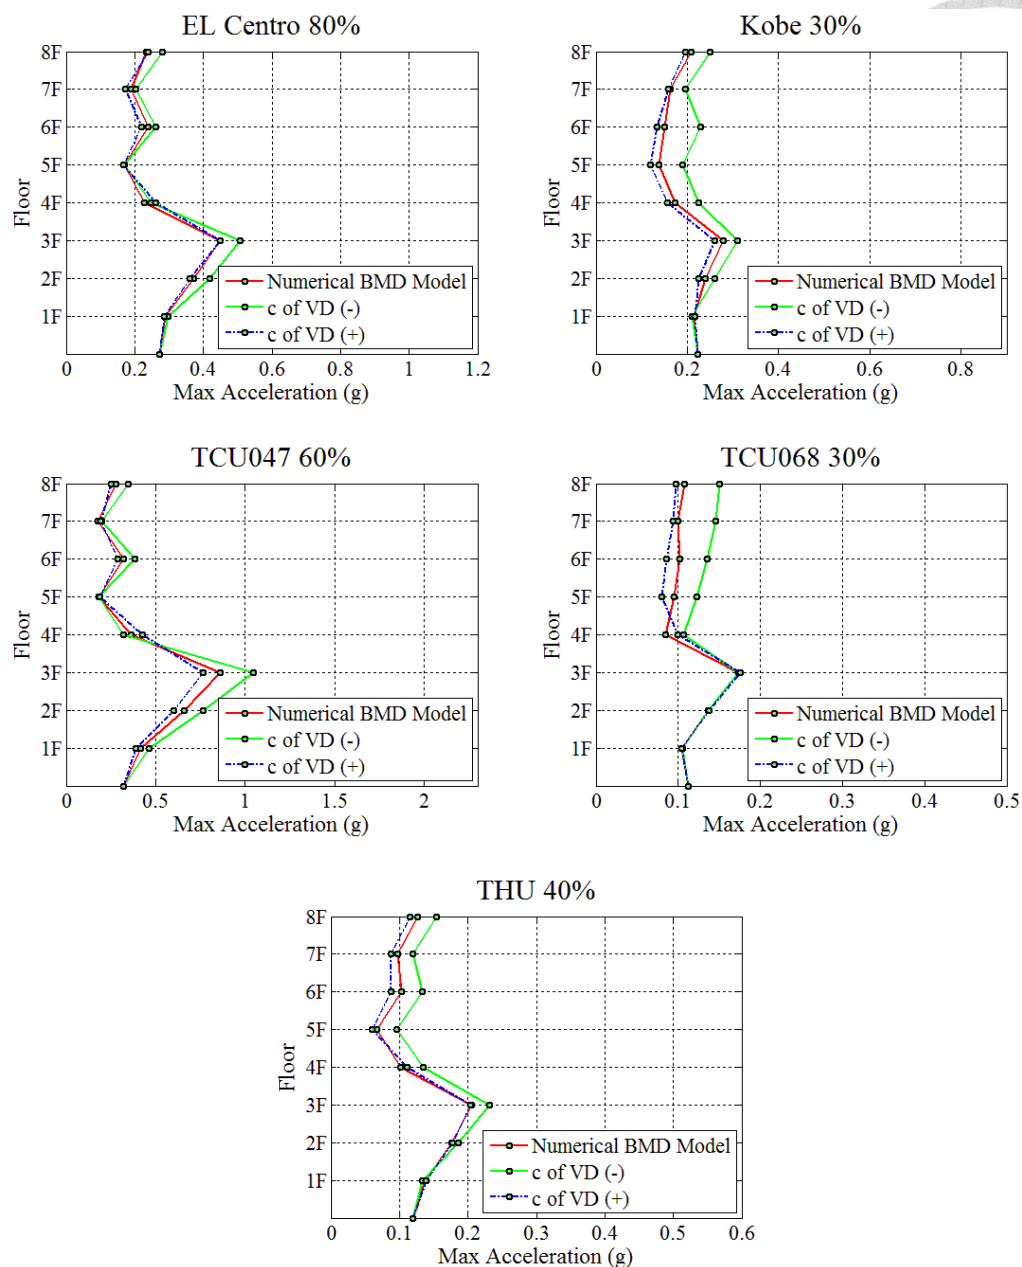 EL Centro 80%
8F
7F
6F
5F
4F
3F
2F
1F
Floor
Numerical BMD Model
c of VD (-)
c of VD (+)
0 0.2 0.4 0.6 0.8 1 1.2
Max Acceleration (g)
Kobe 30%
8F
7F
6F
5F
4F
3F
2F
1F
Floor
Numerical BMD Model
c of VD (-)
c of VD (+)
0 0.2 0.4 0.6 0.8
Max Acceleration (g)
TCU047 60%
8F
7F
6F
5F
4F
3F
2F
1F
Floor
Numerical BMD Model
c of VD (-)
c of VD (+)
0 0.5 1 1.5 2
Max Acceleration (g)
TCU068 30%
8F
7F
6F
5F
4F
3F
2F
1F
Floor
Numerical BMD Model
c of VD (-)
c of VD (+)
0 0.1 0.2 0.3 0.4 0.5
Max Acceleration (g)
THU 40%
8F
7F
6F
5F
4F
3F
2F
1F
Floor
Numerical BMD Model
c of VD (-)
c of VD (+)
0 0.1 0.2 0.3 0.4 0.5 0.6
Max Acceleration (g)